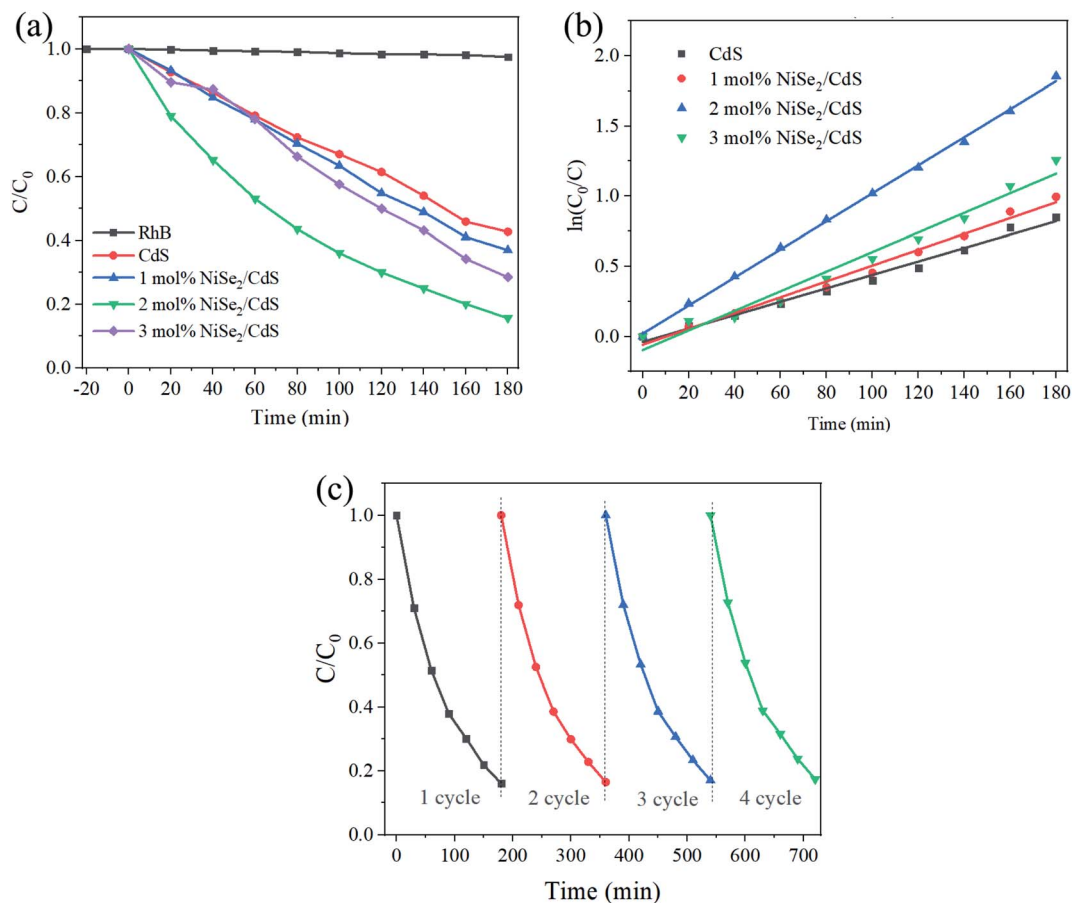 (a)
1.0
0.8
0.6
0.4
0.2
0.0
C/C₀
RhB
CdS
1 mol% NiSe₂/CdS
2 mol% NiSe₂/CdS
3 mol% NiSe₂/CdS
-20 0 20 40 60 80 100 120 140 160 180
Time (min)
(b)
2.0
1.5
1.0
0.5
0.0
ln(C₀/C)
CdS
1 mol% NiSe₂/CdS
2 mol% NiSe₂/CdS
3 mol% NiSe₂/CdS
0 20 40 60 80 100 120 140 160 180
Time (min)
(c)
1.0
0.8
0.6
0.4
0.2
0.0
C/C₀
1 cycle 2 cycle 3 cycle 4 cycle
0 100 200 300 400 500 600 700
Time (min)